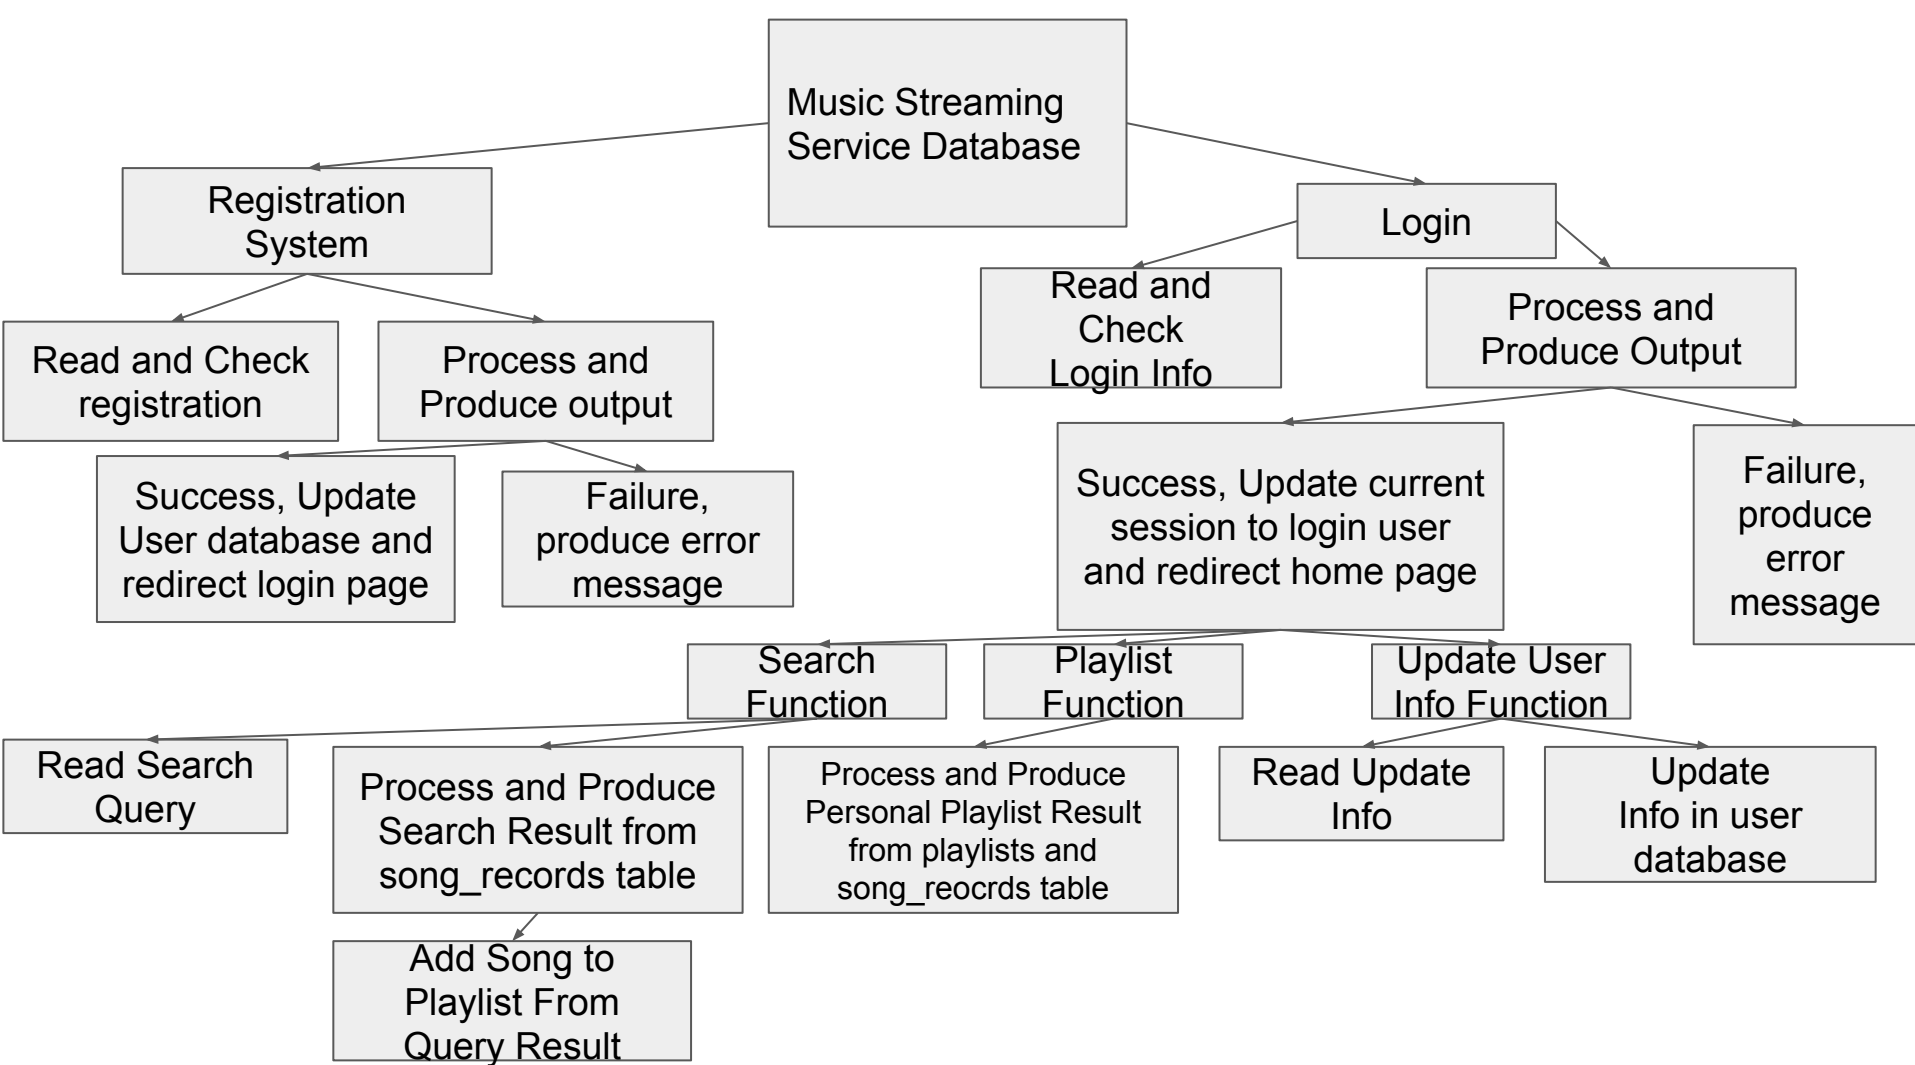 Music Streaming
Service Database
Registration
System
Login
Read and Check
registration
Process and
Produce output
Read and
Check
Login Info
Process and
Produce Output
Success, Update
User database and
redirect login page
Failure,
produce error
message
Success, Update current
session to login user
and redirect home page
Failure,
produce
error
message
Search
Function
Playlist
Function
Update User
Info Function
Read Search
Query
Process and Produce
Search Result from
song_records table
Process and Produce
Personal Playlist Result
from playlists and
song_reocrds table
Read Update
Info
Update
Info in user
database
Add Song to
Playlist From
Query Result